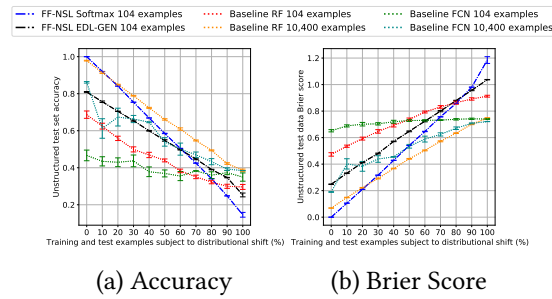 FF-NSL Softmax 104 examples
FF-NSL EDL-GEN 104 examples
Baseline RF 104 examples
Baseline RF 10,400 examples
Baseline FCN 104 examples
Baseline FCN 10,400 examples
Unstructured test set accuracy
1.0
0.8
0.6
0.4
0.2
0 10 20 30 40 50 60 70 80 90 100
Training and test examples subject to distributional shift (%)
(a) Accuracy
Unstructured test data Brier score
1.2
1.0
0.8
0.6
0.4
0.2
0.0
0 10 20 30 40 50 60 70 80 90 100
Training and test examples subject to distributional shift (%)
(b) Brier Score